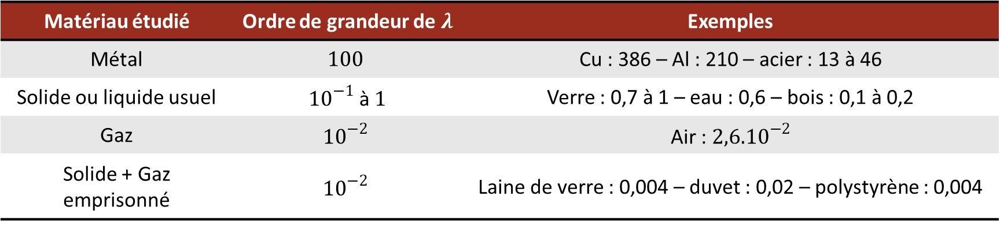 Matériau étudié Ordre de grandeur de λ Exemples
Métal 100 Cu : 386 – Al : 210 – acier : 13 à 46
Solide ou liquide usuel 10⁻¹ à 1 Verre : 0,7 à 1 – eau : 0,6 – bois : 0,1 à 0,2
Gaz 10⁻² Air : 2,6.10⁻²
Solide + Gaz
emprisonné 10⁻² Laine de verre : 0,004 – duvet : 0,02 – polystyrène : 0,004